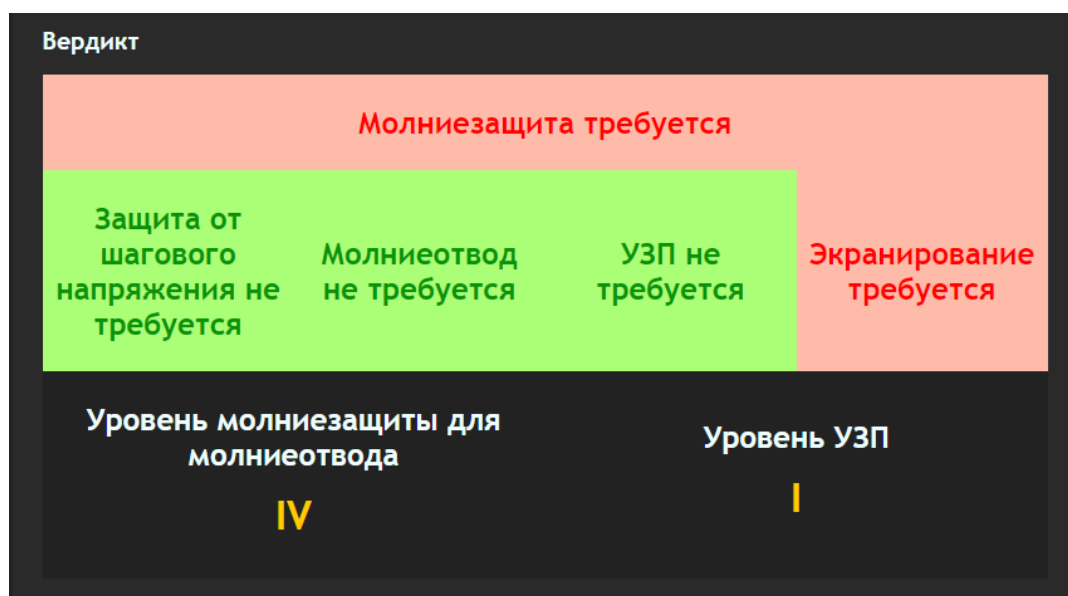 Вердикт
Молниезащита требуется
Защита от
шагового
напряжения не
требуется
Молниеотвод
не требуется
УЗП не
требуется
Экранирование
требуется
Уровень молниезащиты для
молниеотвода
IV
Уровень УЗП
I